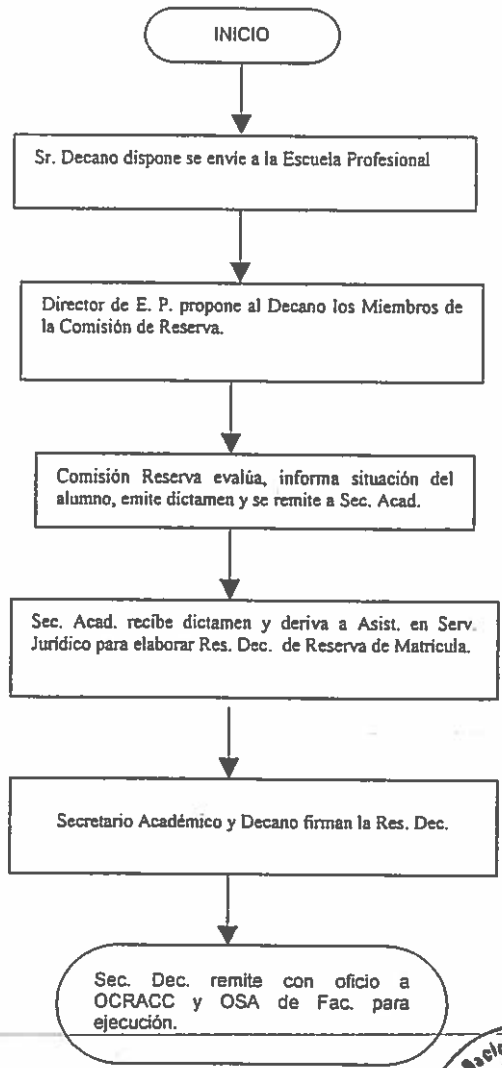 INICIO
Sr. Decano dispone se envíe a la Escuela Profesional
Director de E. P. propone al Decano los Miembros de
la Comisión de Reserva.
Comisión Reserva evalúa, informa situación del
alumno, emite dictamen y se remite a Sec. Acad.
Sec. Acad. recibe dictamen y deriva a Asist. en Serv.
Jurídico para elaborar Res. Dec. de Reserva de Matrícula.
Secretario Académico y Decano firman la Res. Dec.
Sec. Dec. remite con oficio a
OCRACC y OSA de Fac. para
ejecución.